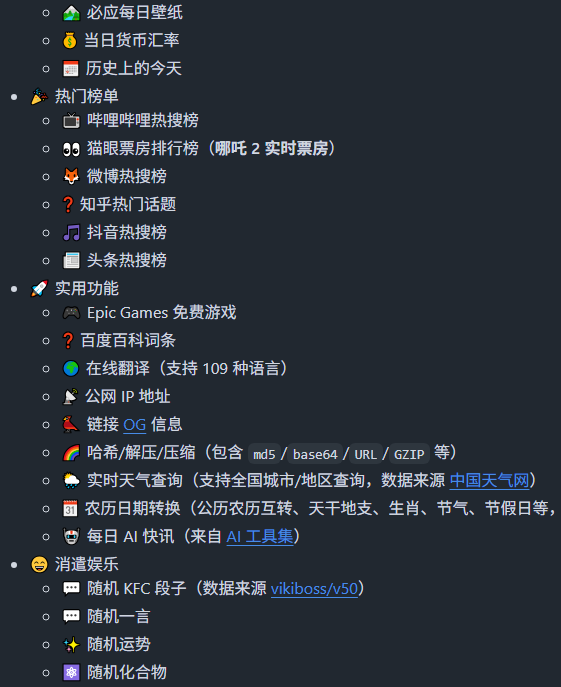 🏞️ 必应每日壁纸
💰 当日货币汇率
📅 历史上的今天
🎉 热门榜单
📺 哔哩哔哩热搜榜
👀 猫眼票房排行榜（哪吒 2 实时票房）
🦊 微博热搜榜
❓ 知乎热门话题
🎵 抖音热搜榜
📰 头条热搜榜
🚀 实用功能
🎮 Epic Games 免费游戏
❓ 百度百科词条
🌍 在线翻译（支持 109 种语言）
📡 公网 IP 地址
🐦 链接 OG 信息
🌈 哈希/解压/压缩（包含 md5/base64/URL/GZIP 等）
🌦️ 实时天气查询（支持全国城市/地区查询，数据来源 中国天气网）
📅 农历日期转换（公历农历互转、天干地支、生肖、节气、节假日等，
🤖 每日 AI 快讯（来自 AI 工具集）
😄 消遣娱乐
💬 随机 KFC 段子（数据来源 vikiboss/v50）
💬 随机一言
✨ 随机运势
⚛️ 随机化合物